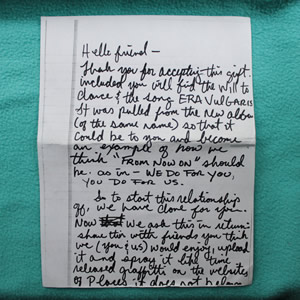 Hello friend —
Thank you for accepting this gift.
included you will find the will to
dance & the song ERA VULGARIS
It was pulled from the new album
(of the same name) so that it
could be to you and become
an example of how we
think "FROM NOW ON" should
be. as in - WE DO FOR YOU,
YOU DO FOR US.
So to start this relationship
off, we have done for you.
Now we ask this in return:
share this with friends you think
we (you & us) would enjoy, upload
it and spray it like time
released graffiti on the websites
of places it does not belong